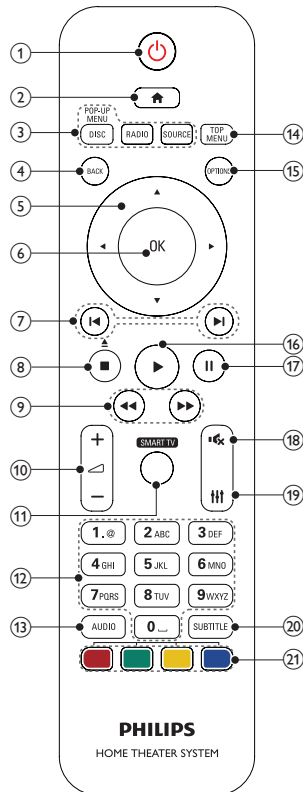 1
2
POP-UP
MENU
3 DISC RADIO SOURCE TOP
MENU 14
4 BACK OPTIONS 15
5
6 OK
7
16
8 17
9
+ SMART TV 18
10
− 19
11
1.@ 2 ABC 3 DEF
12 4 GHI 5 JKL 6 MNO
7 PQRS 8 TUV 9 WXYZ
13 AUDIO 0 SUBTITLE 20
21
PHILIPS
HOME THEATER SYSTEM